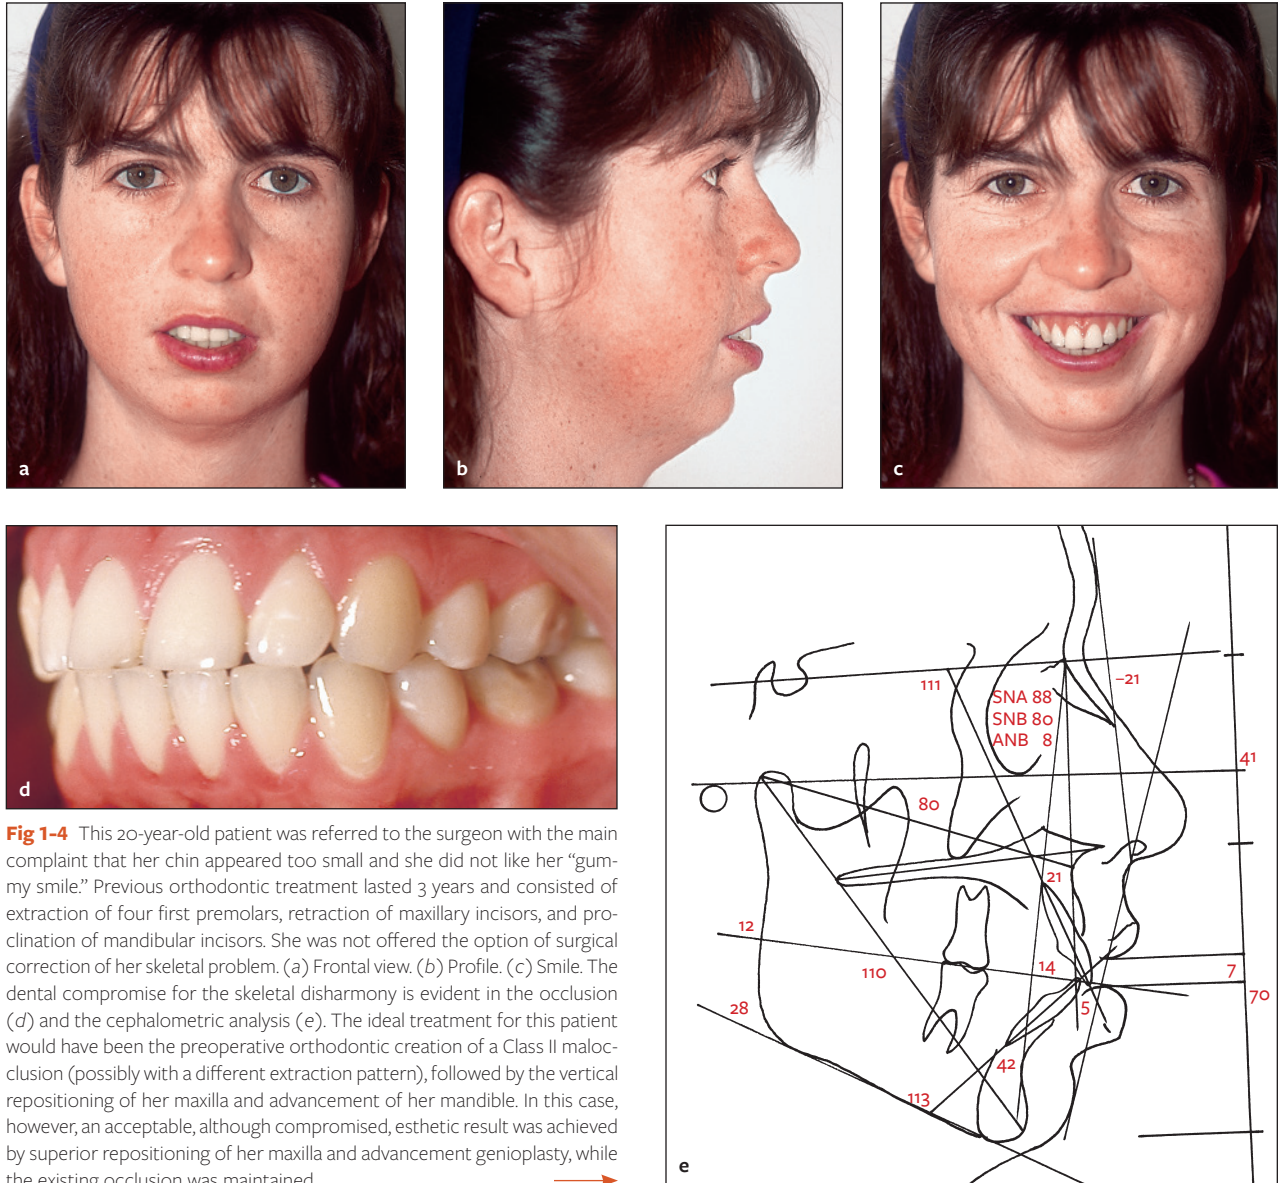 a
b
c
d
111
SNA 88
SNB 80
ANB 8
–21
41
80
21
12
110
14
7
70
5
28
42
113
e
Fig 1-4 This 20-year-old patient was referred to the surgeon with the main
complaint that her chin appeared too small and she did not like her “gum-
my smile.” Previous orthodontic treatment lasted 3 years and consisted of
extraction of four first premolars, retraction of maxillary incisors, and pro-
clination of mandibular incisors. She was not offered the option of surgical
correction of her skeletal problem. (a) Frontal view. (b) Profile. (c) Smile. The
dental compromise for the skeletal disharmony is evident in the occlusion
(d) and the cephalometric analysis (e). The ideal treatment for this patient
would have been the preoperative orthodontic creation of a Class II maloc-
clusion (possibly with a different extraction pattern), followed by the vertical
repositioning of her maxilla and advancement of her mandible. In this case,
however, an acceptable, although compromised, esthetic result was achieved
by superior repositioning of her maxilla and advancement genioplasty, while
the existing occlusion was maintained.